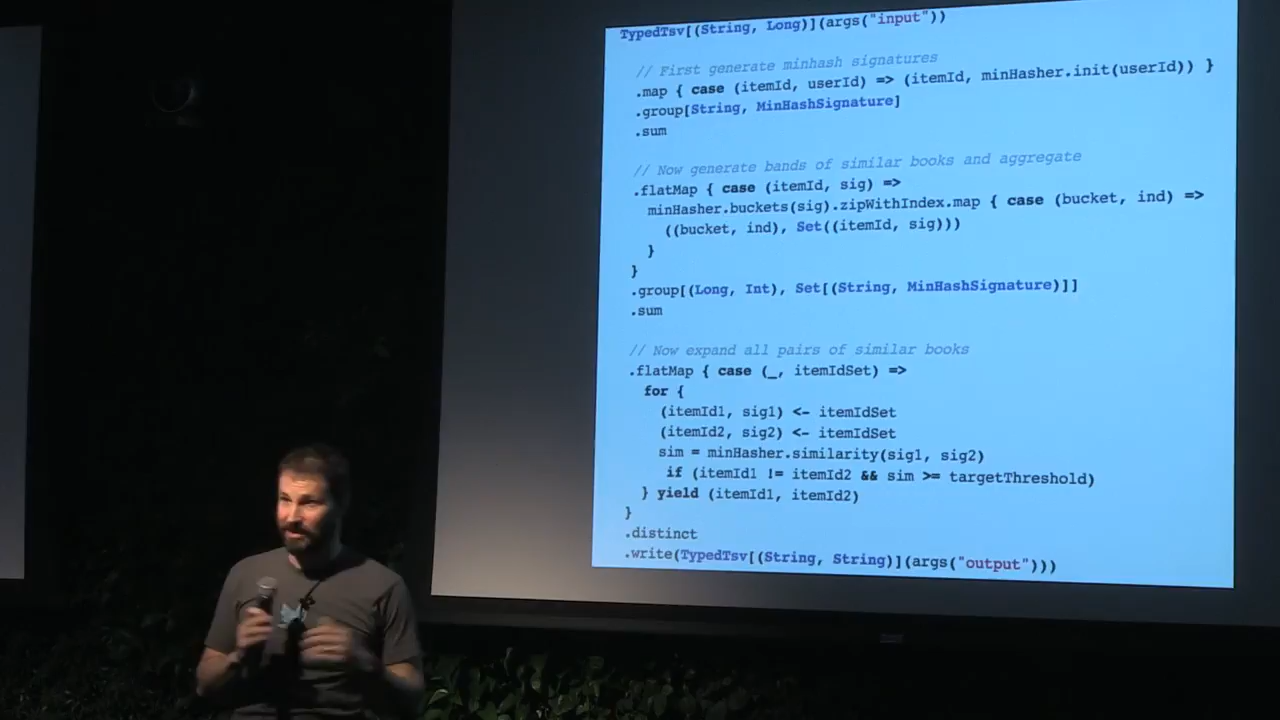 TypedTsv[(String, Long)](args("input"))
// First generate minhash signatures
.map { case (itemId, userId) => (itemId, minHasher.init(userId)) }
.group[String, MinHashSignature]
.sum
// Now generate bands of similar books and aggregate
.flatMap { case (itemId, sig) =>
minHasher.buckets(sig).zipWithIndex.map { case (bucket, ind) =>
((bucket, ind), Set((itemId, sig)))
}
}
.group[(Long, Int), Set[(String, MinHashSignature)]]
.sum
// Now expand all pairs of similar books
.flatMap { case (_, itemIdSet) =>
for {
(itemId1, sig1) <- itemIdSet
(itemId2, sig2) <- itemIdSet
sim = minHasher.similarity(sig1, sig2)
if (itemId1 != itemId2 && sim >= targetThreshold)
} yield (itemId1, itemId2)
}
.distinct
.write(TypedTsv[(String, String)](args("output")))